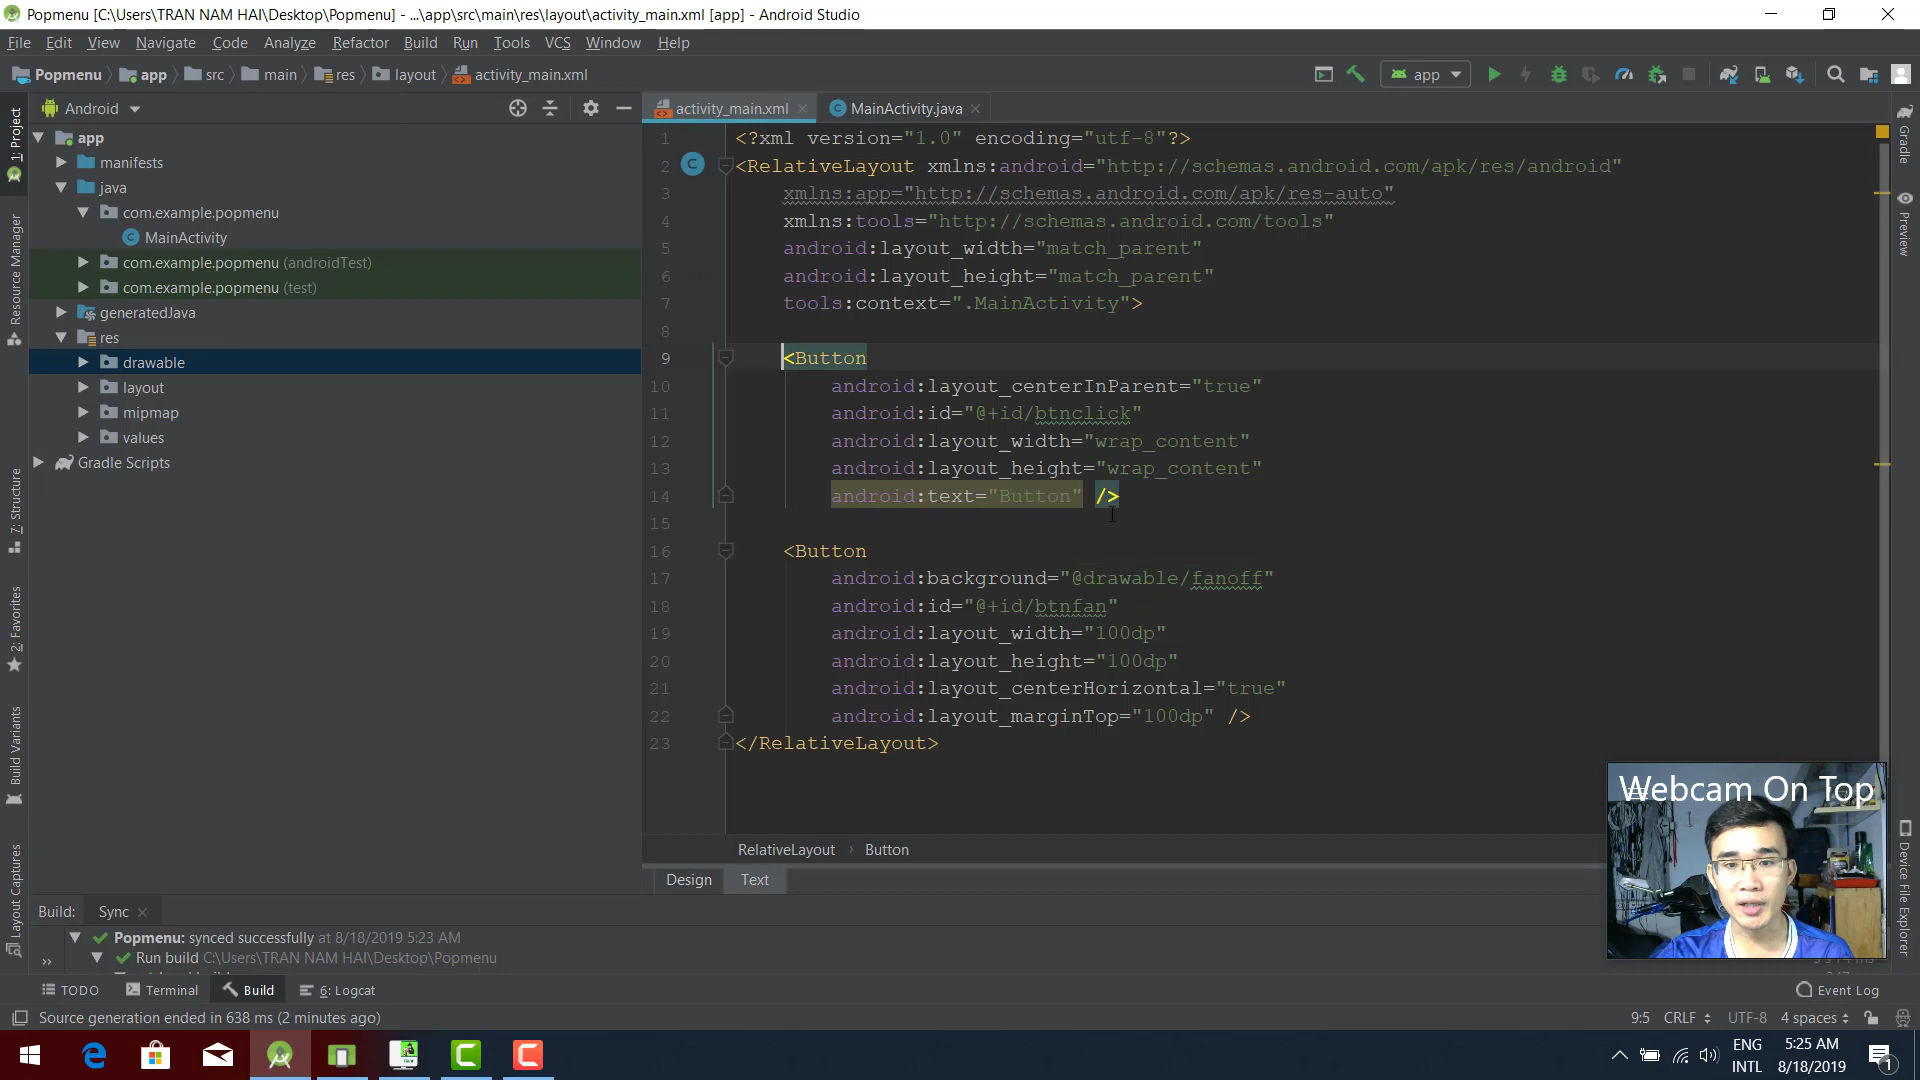 Popmenu [C:\Users\TRAN NAM HAI\Desktop\Popmenu] - ...\app\src\main\res\layout\activity_main.xml [app] - Android Studio
File Edit View Navigate Code Analyze Refactor Build Run Tools VCS Window Help
Popmenu app src main res layout activity_main.xml
app
Android
activity_main.xml
MainActivity.java
1: Project
Resource Manager
7: Structure
2: Favorites
Build Variants
Layout Captures
app
manifests
java
com.example.popmenu
MainActivity
com.example.popmenu (androidTest)
com.example.popmenu (test)
generatedJava
res
drawable
layout
mipmap
values
Gradle Scripts
1 <?xml version="1.0" encoding="utf-8"?>
2 <RelativeLayout xmlns:android="http://schemas.android.com/apk/res/android"
3 xmlns:app="http://schemas.android.com/apk/res-auto"
4 xmlns:tools="http://schemas.android.com/tools"
5 android:layout_width="match_parent"
6 android:layout_height="match_parent"
7 tools:context=".MainActivity">
8
9 <Button
10 android:layout_centerInParent="true"
11 android:id="@+id/btnclick"
12 android:layout_width="wrap_content"
13 android:layout_height="wrap_content"
14 android:text="Button" />
15
16 <Button
17 android:background="@drawable/fanoff"
18 android:id="@+id/btnfan"
19 android:layout_width="100dp"
20 android:layout_height="100dp"
21 android:layout_centerHorizontal="true"
22 android:layout_marginTop="100dp" />
23 </RelativeLayout>
Gradle
Preview
Device File Explorer
Webcam On Top
RelativeLayout › Button
Design Text
Build: Sync
Popmenu: synced successfully at 8/18/2019 5:23 AM
Run build C:\Users\TRAN NAM HAI\Desktop\Popmenu
TODO Terminal Build 6: Logcat Event Log
Source generation ended in 638 ms (2 minutes ago)
9:5 CRLF UTF-8 4 spaces
ENG
INTL
5:25 AM
8/18/2019
1